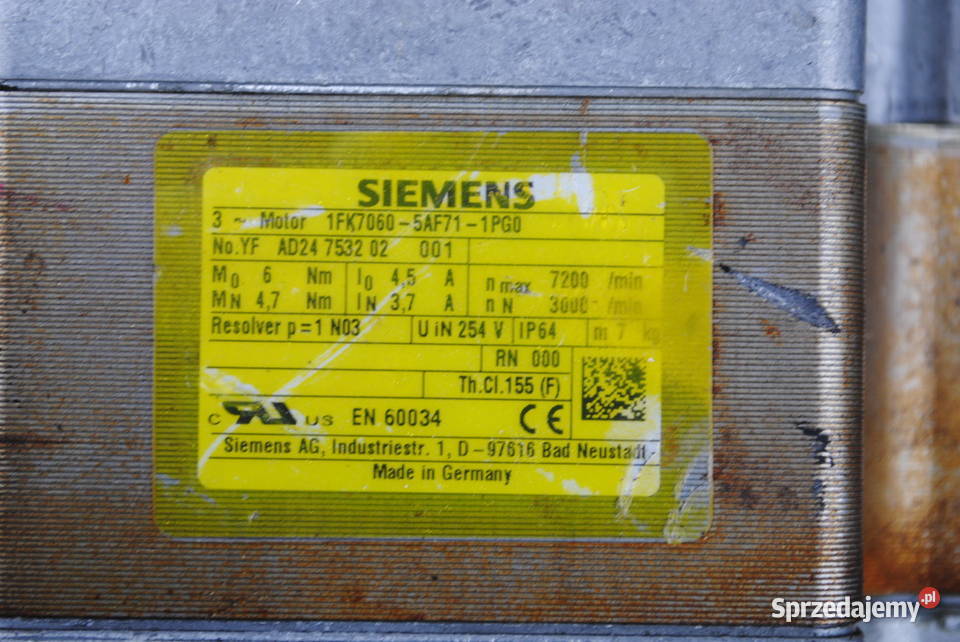 SIEMENS
3 ~ Motor 1FK7060-5AF71-1PG0
No.YF AD24 7532 02 001
M0 6 Nm I0 4,5 A n max 7200 /min
MN 4,7 Nm IN 3,7 A n N 3000 /min
Resolver p=1 N03 U iN 254 V IP64 m 7 kg
RN 000
Th.Cl.155 (F)
c RU US EN 60034 CE
Siemens AG, Industriestr. 1, D-97616 Bad Neustadt
Made in Germany
Sprzedajemy.pl